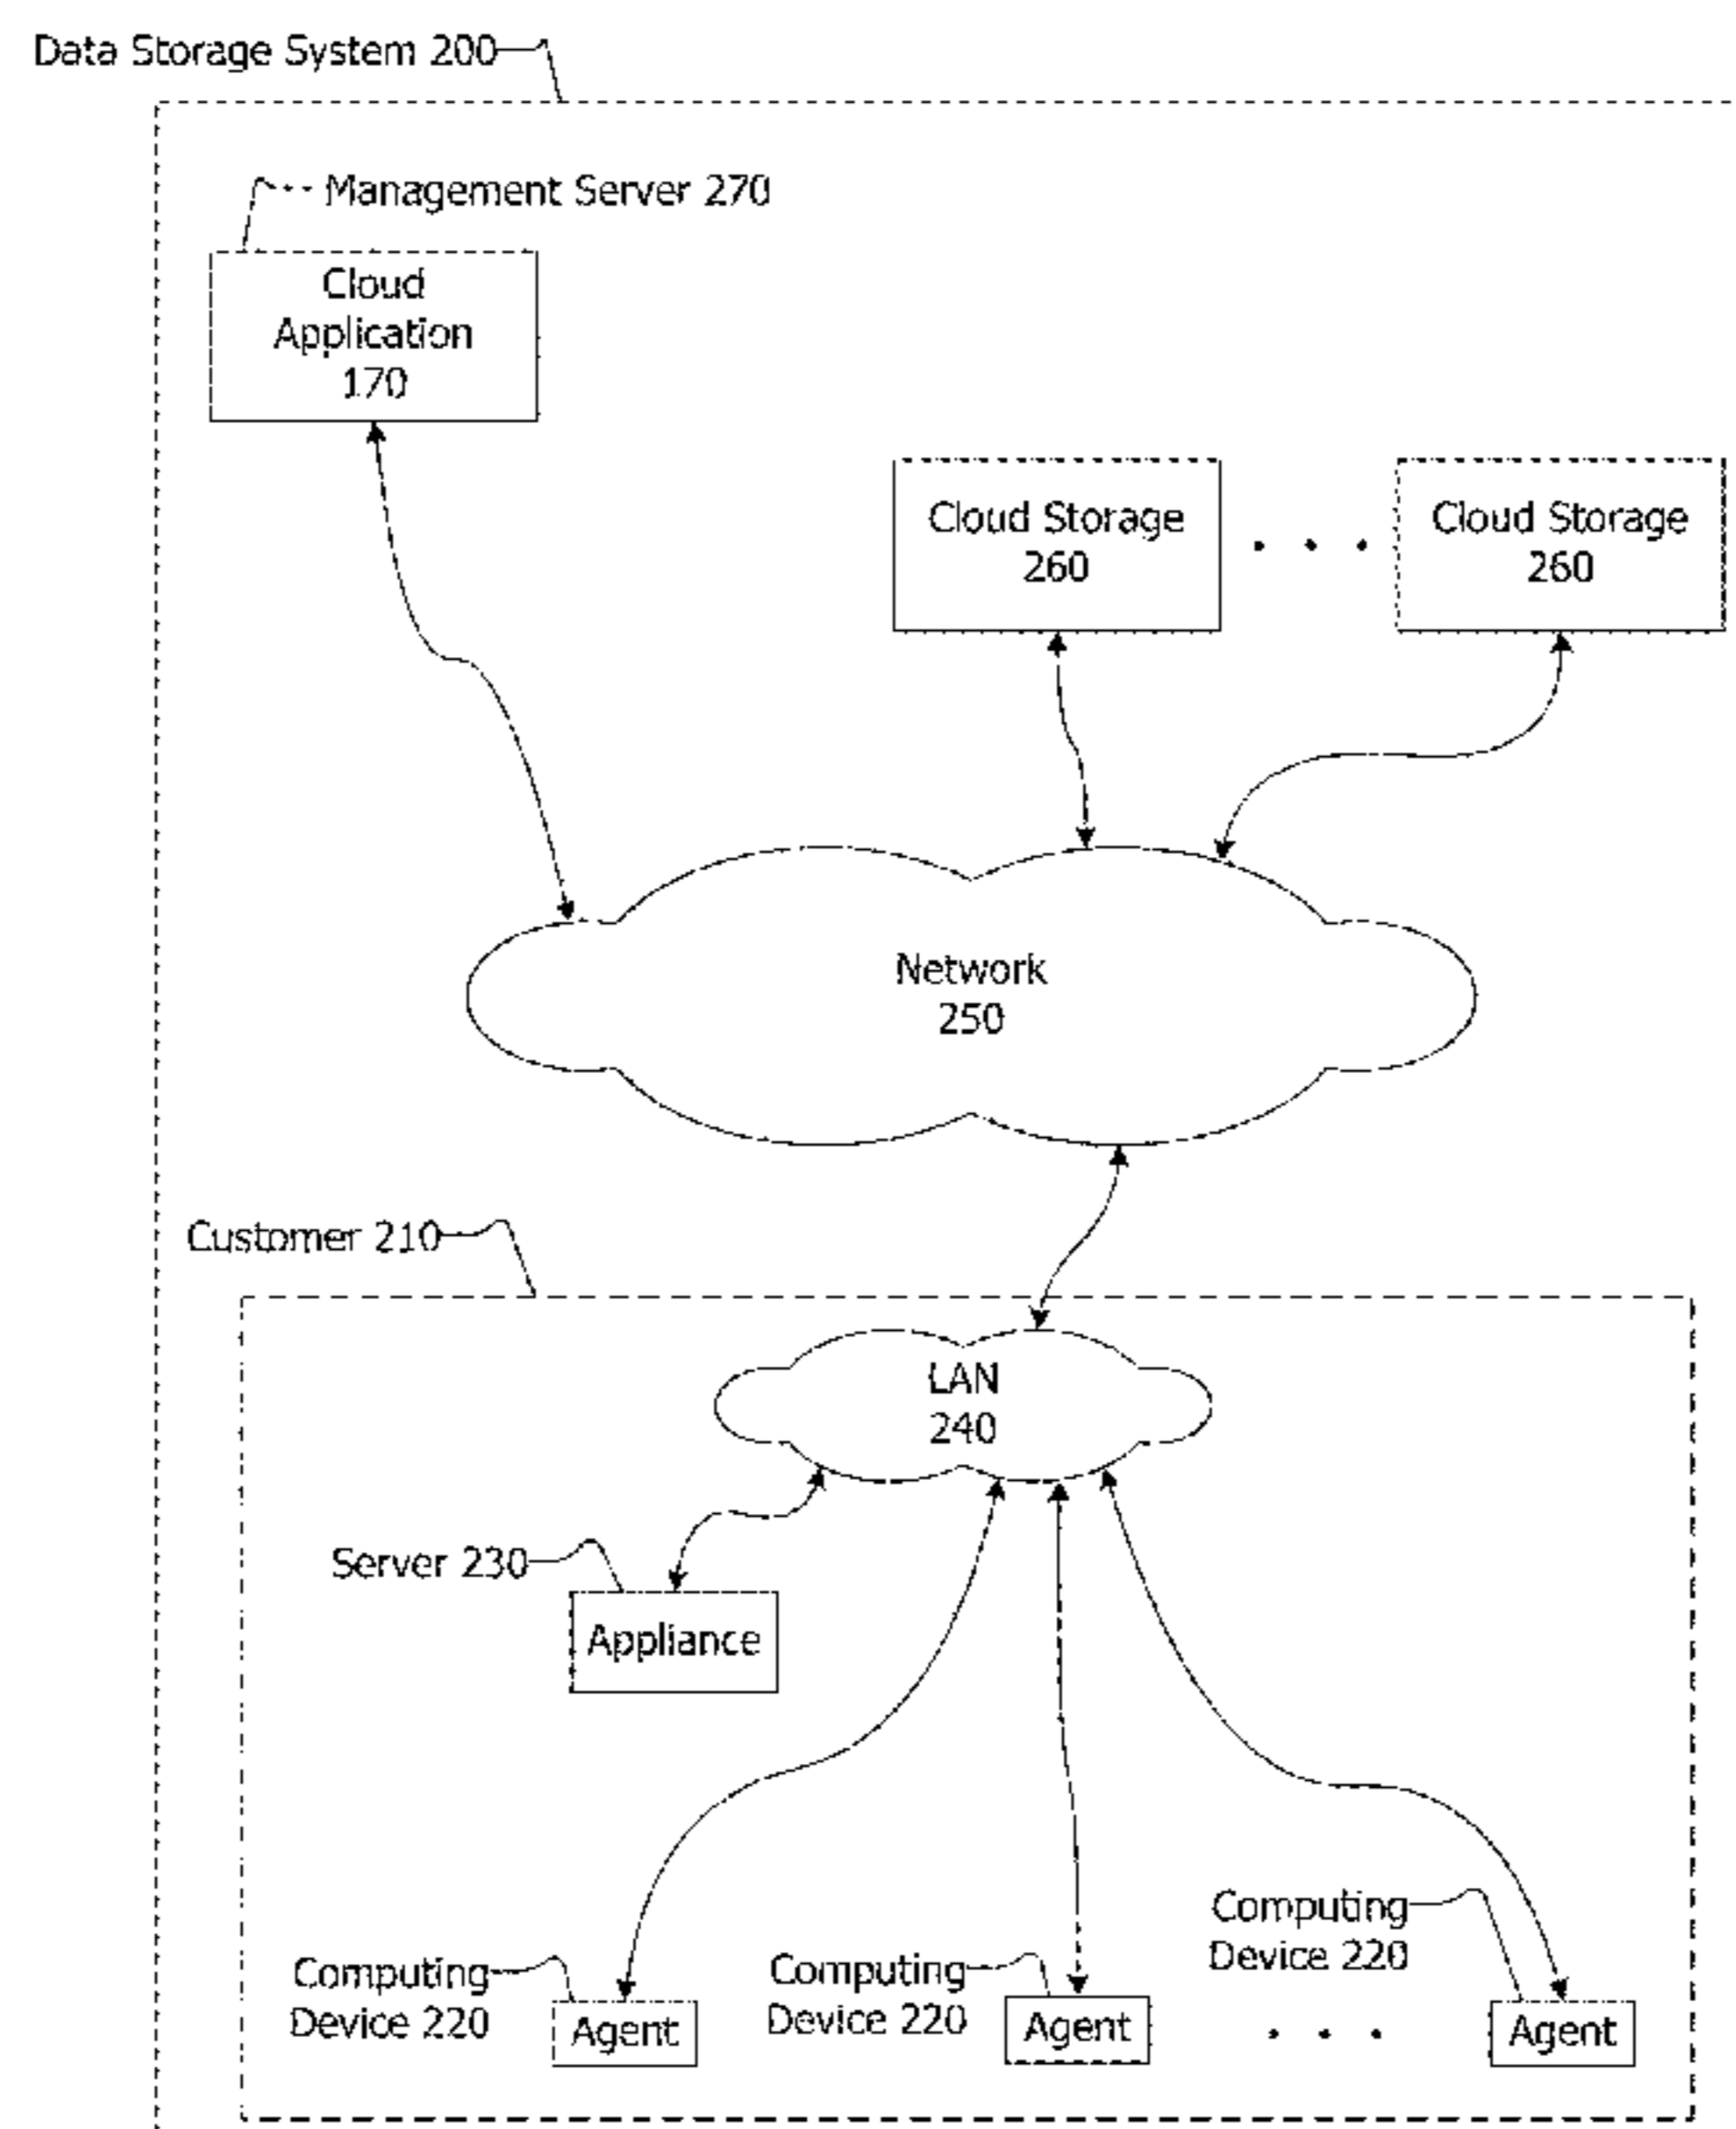 Data Storage System 200
Management Server 270
Cloud
Application
170
Cloud Storage
260
Cloud Storage
260
Network
250
Customer 210
LAN
240
Server 230
Appliance
Computing
Device 220
Agent
Computing
Device 220
Agent
Computing
Device 220
Agent